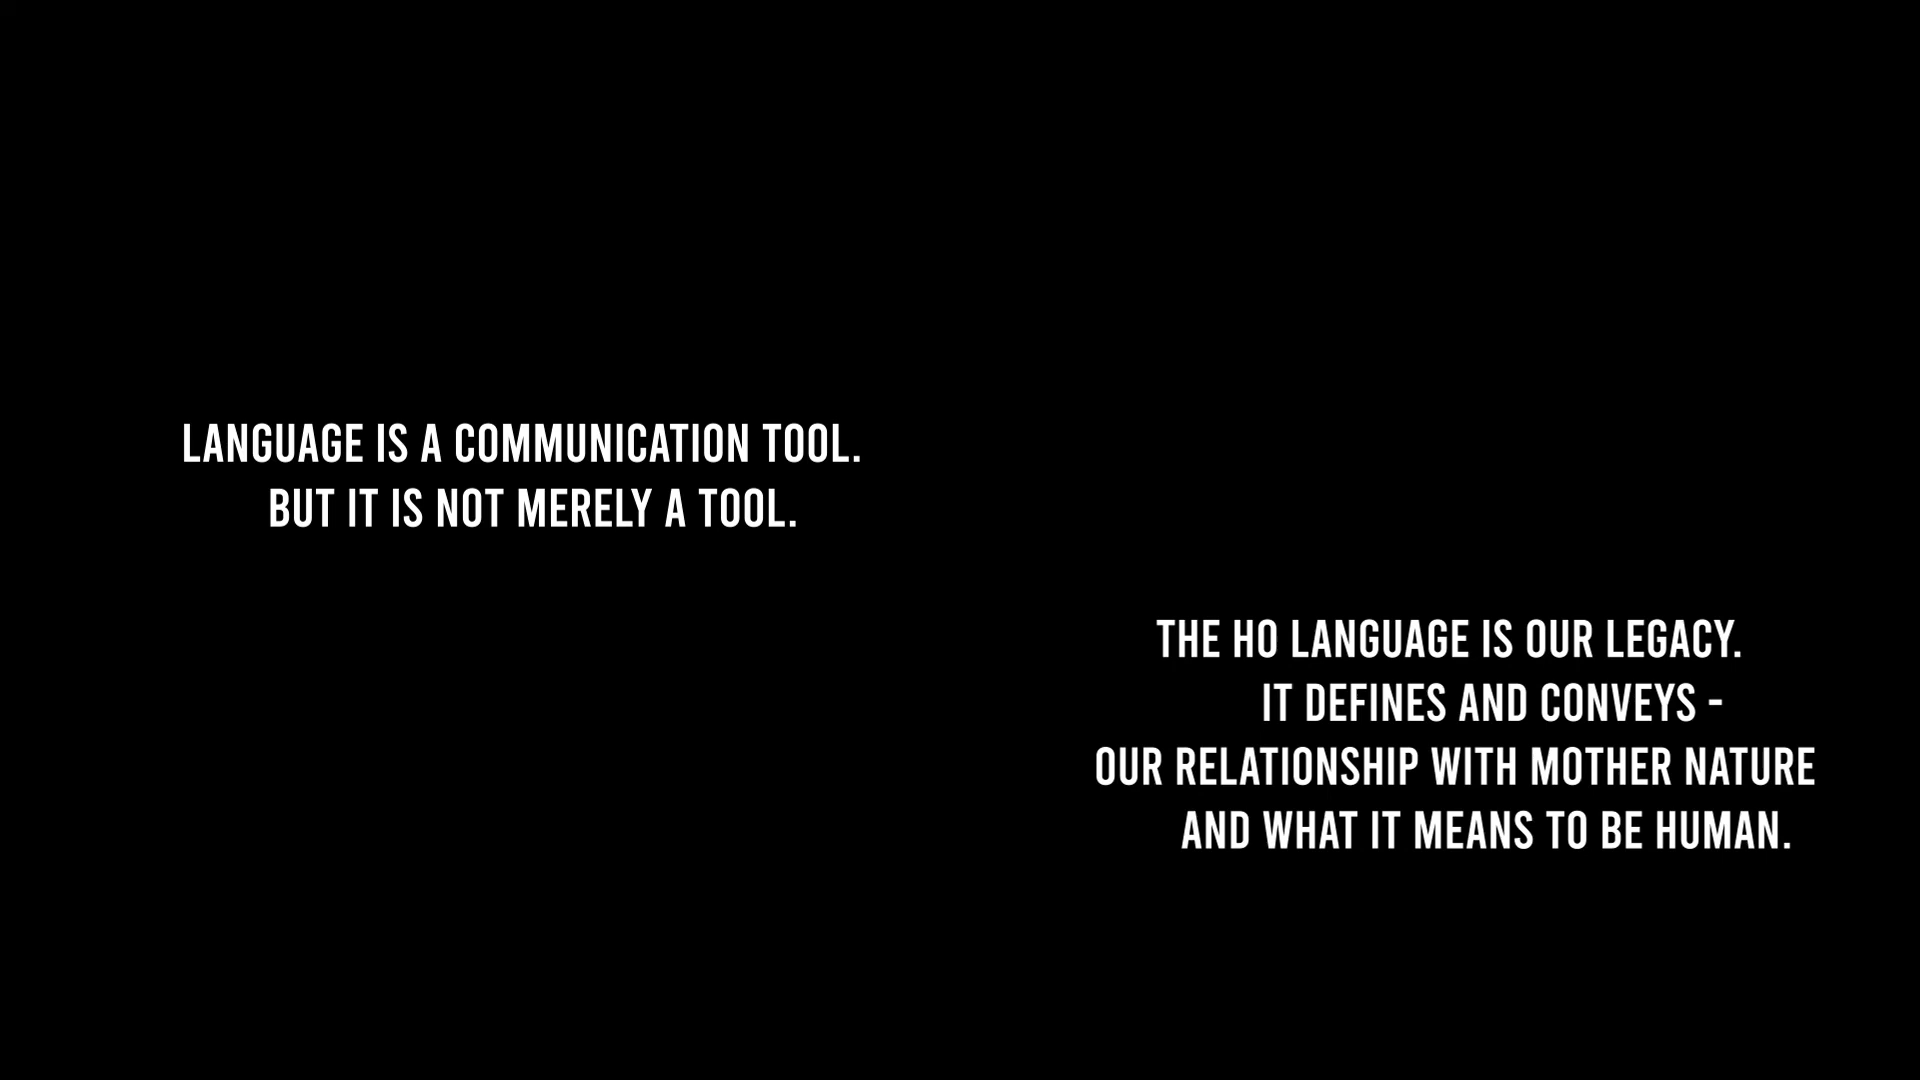 LANGUAGE IS A COMMUNICATION TOOL.
BUT IT IS NOT MERELY A TOOL.
THE HO LANGUAGE IS OUR LEGACY.
IT DEFINES AND CONVEYS -
OUR RELATIONSHIP WITH MOTHER NATURE
AND WHAT IT MEANS TO BE HUMAN.